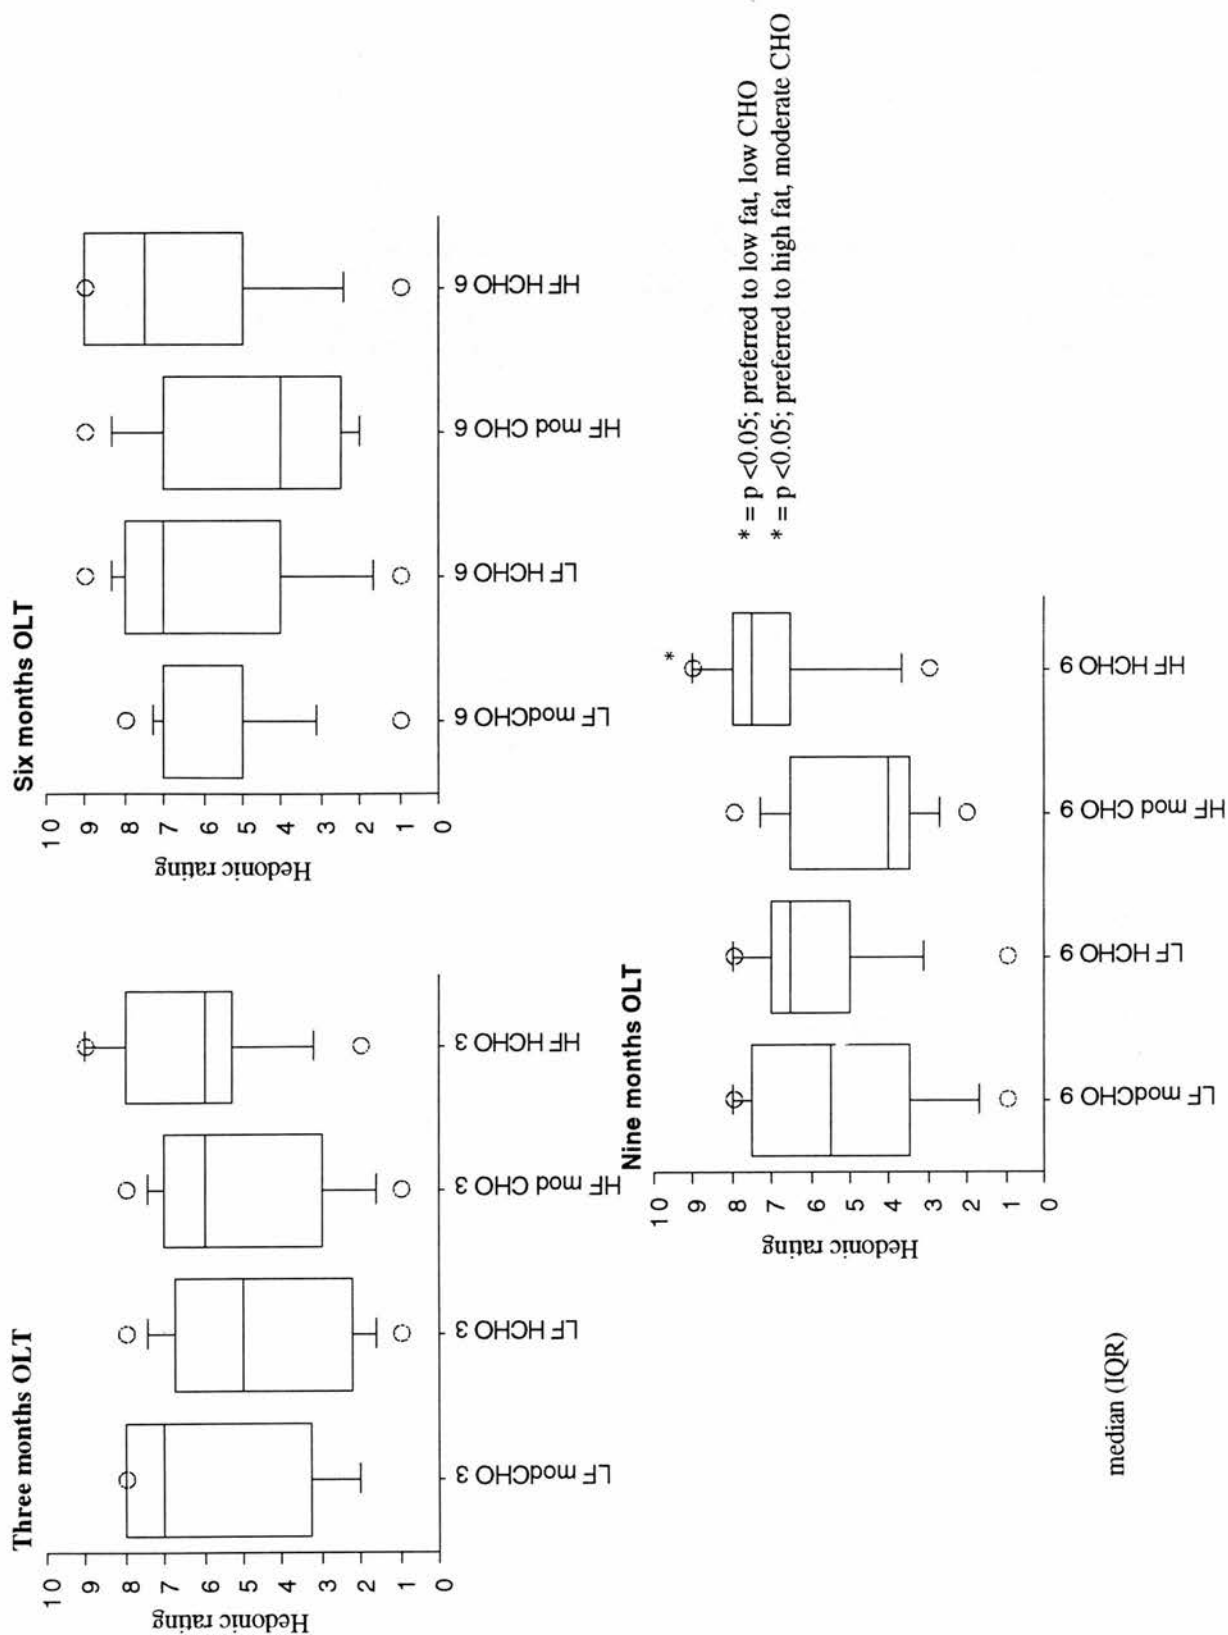 Three months OLT
Hedonic rating
10
9
8
7
6
5
4
3
2
1
0
LF modCHO 3
LF HCHO 3
HF mod CHO 3
HF HCHO 3
Six months OLT
Hedonic rating
10
9
8
7
6
5
4
3
2
1
0
LF modCHO 6
LF HCHO 6
HF mod CHO 6
HF HCHO 6
Nine months OLT
Hedonic rating
10
9
8
7
6
5
4
3
2
1
0
LF modCHO 9
LF HCHO 9
HF mod CHO 9
HF HCHO 9
*
* = p <0.05; preferred to low fat, low CHO
* = p <0.05; preferred to high fat, moderate CHO
median (IQR)